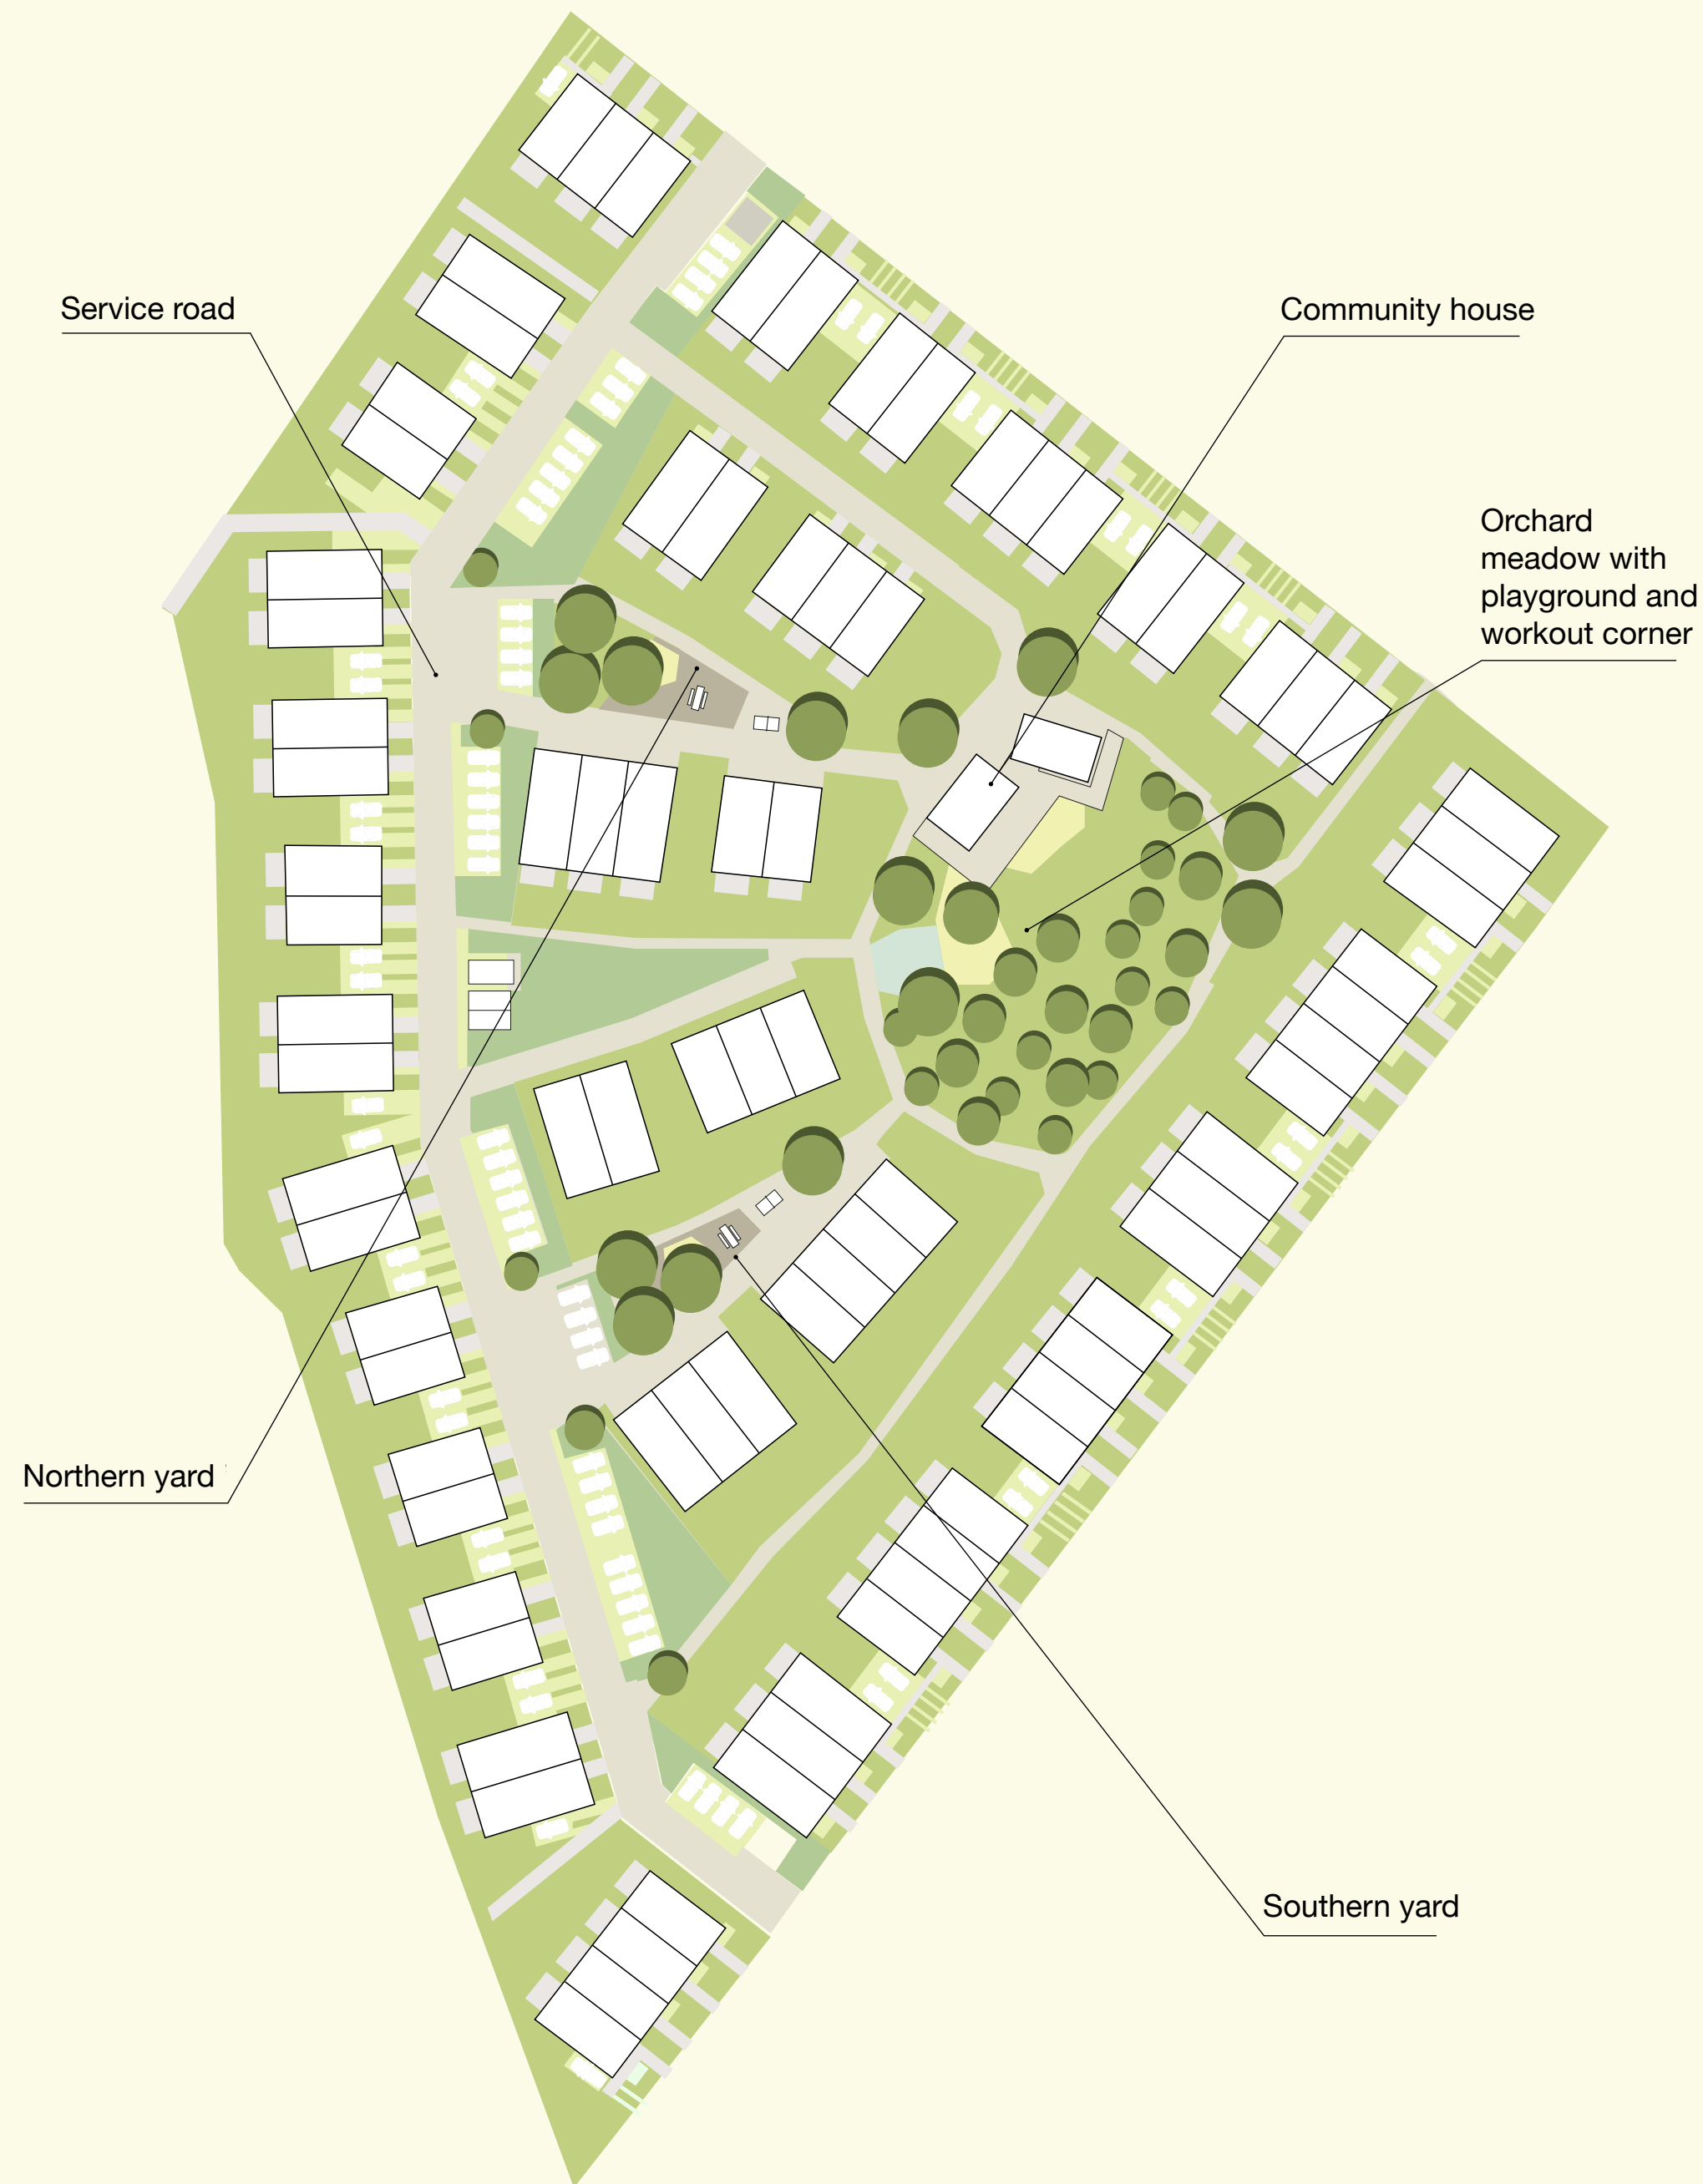 Service road
Community house
Orchard
meadow with
playground and
workout corner
Northern yard
Southern yard